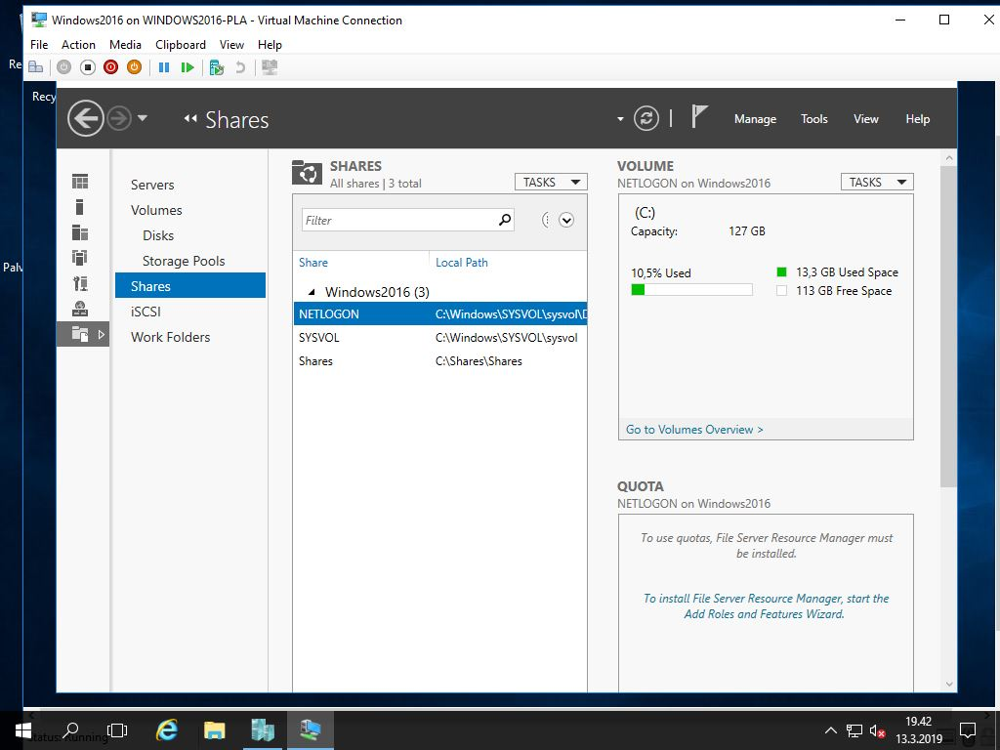 Windows2016 on WINDOWS2016-PLA - Virtual Machine Connection
File Action Media Clipboard View Help
Re
Recy
Shares
Manage Tools View Help
Servers
Volumes
Disks
Storage Pools
Shares
iSCSI
Work Folders
SHARES
All shares | 3 total
TASKS
Filter
Share Local Path
Windows2016 (3)
NETLOGON C:\Windows\SYSVOL\sysvol\D
SYSVOL C:\Windows\SYSVOL\sysvol
Shares C:\Shares\Shares
VOLUME
NETLOGON on Windows2016
TASKS
(C:)
Capacity: 127 GB
10,5% Used
13,3 GB Used Space
113 GB Free Space
Go to Volumes Overview >
QUOTA
NETLOGON on Windows2016
To use quotas, File Server Resource Manager must
be installed.
To install File Server Resource Manager, start the
Add Roles and Features Wizard.
Palv
Status: Running
19.42
13.3.2019